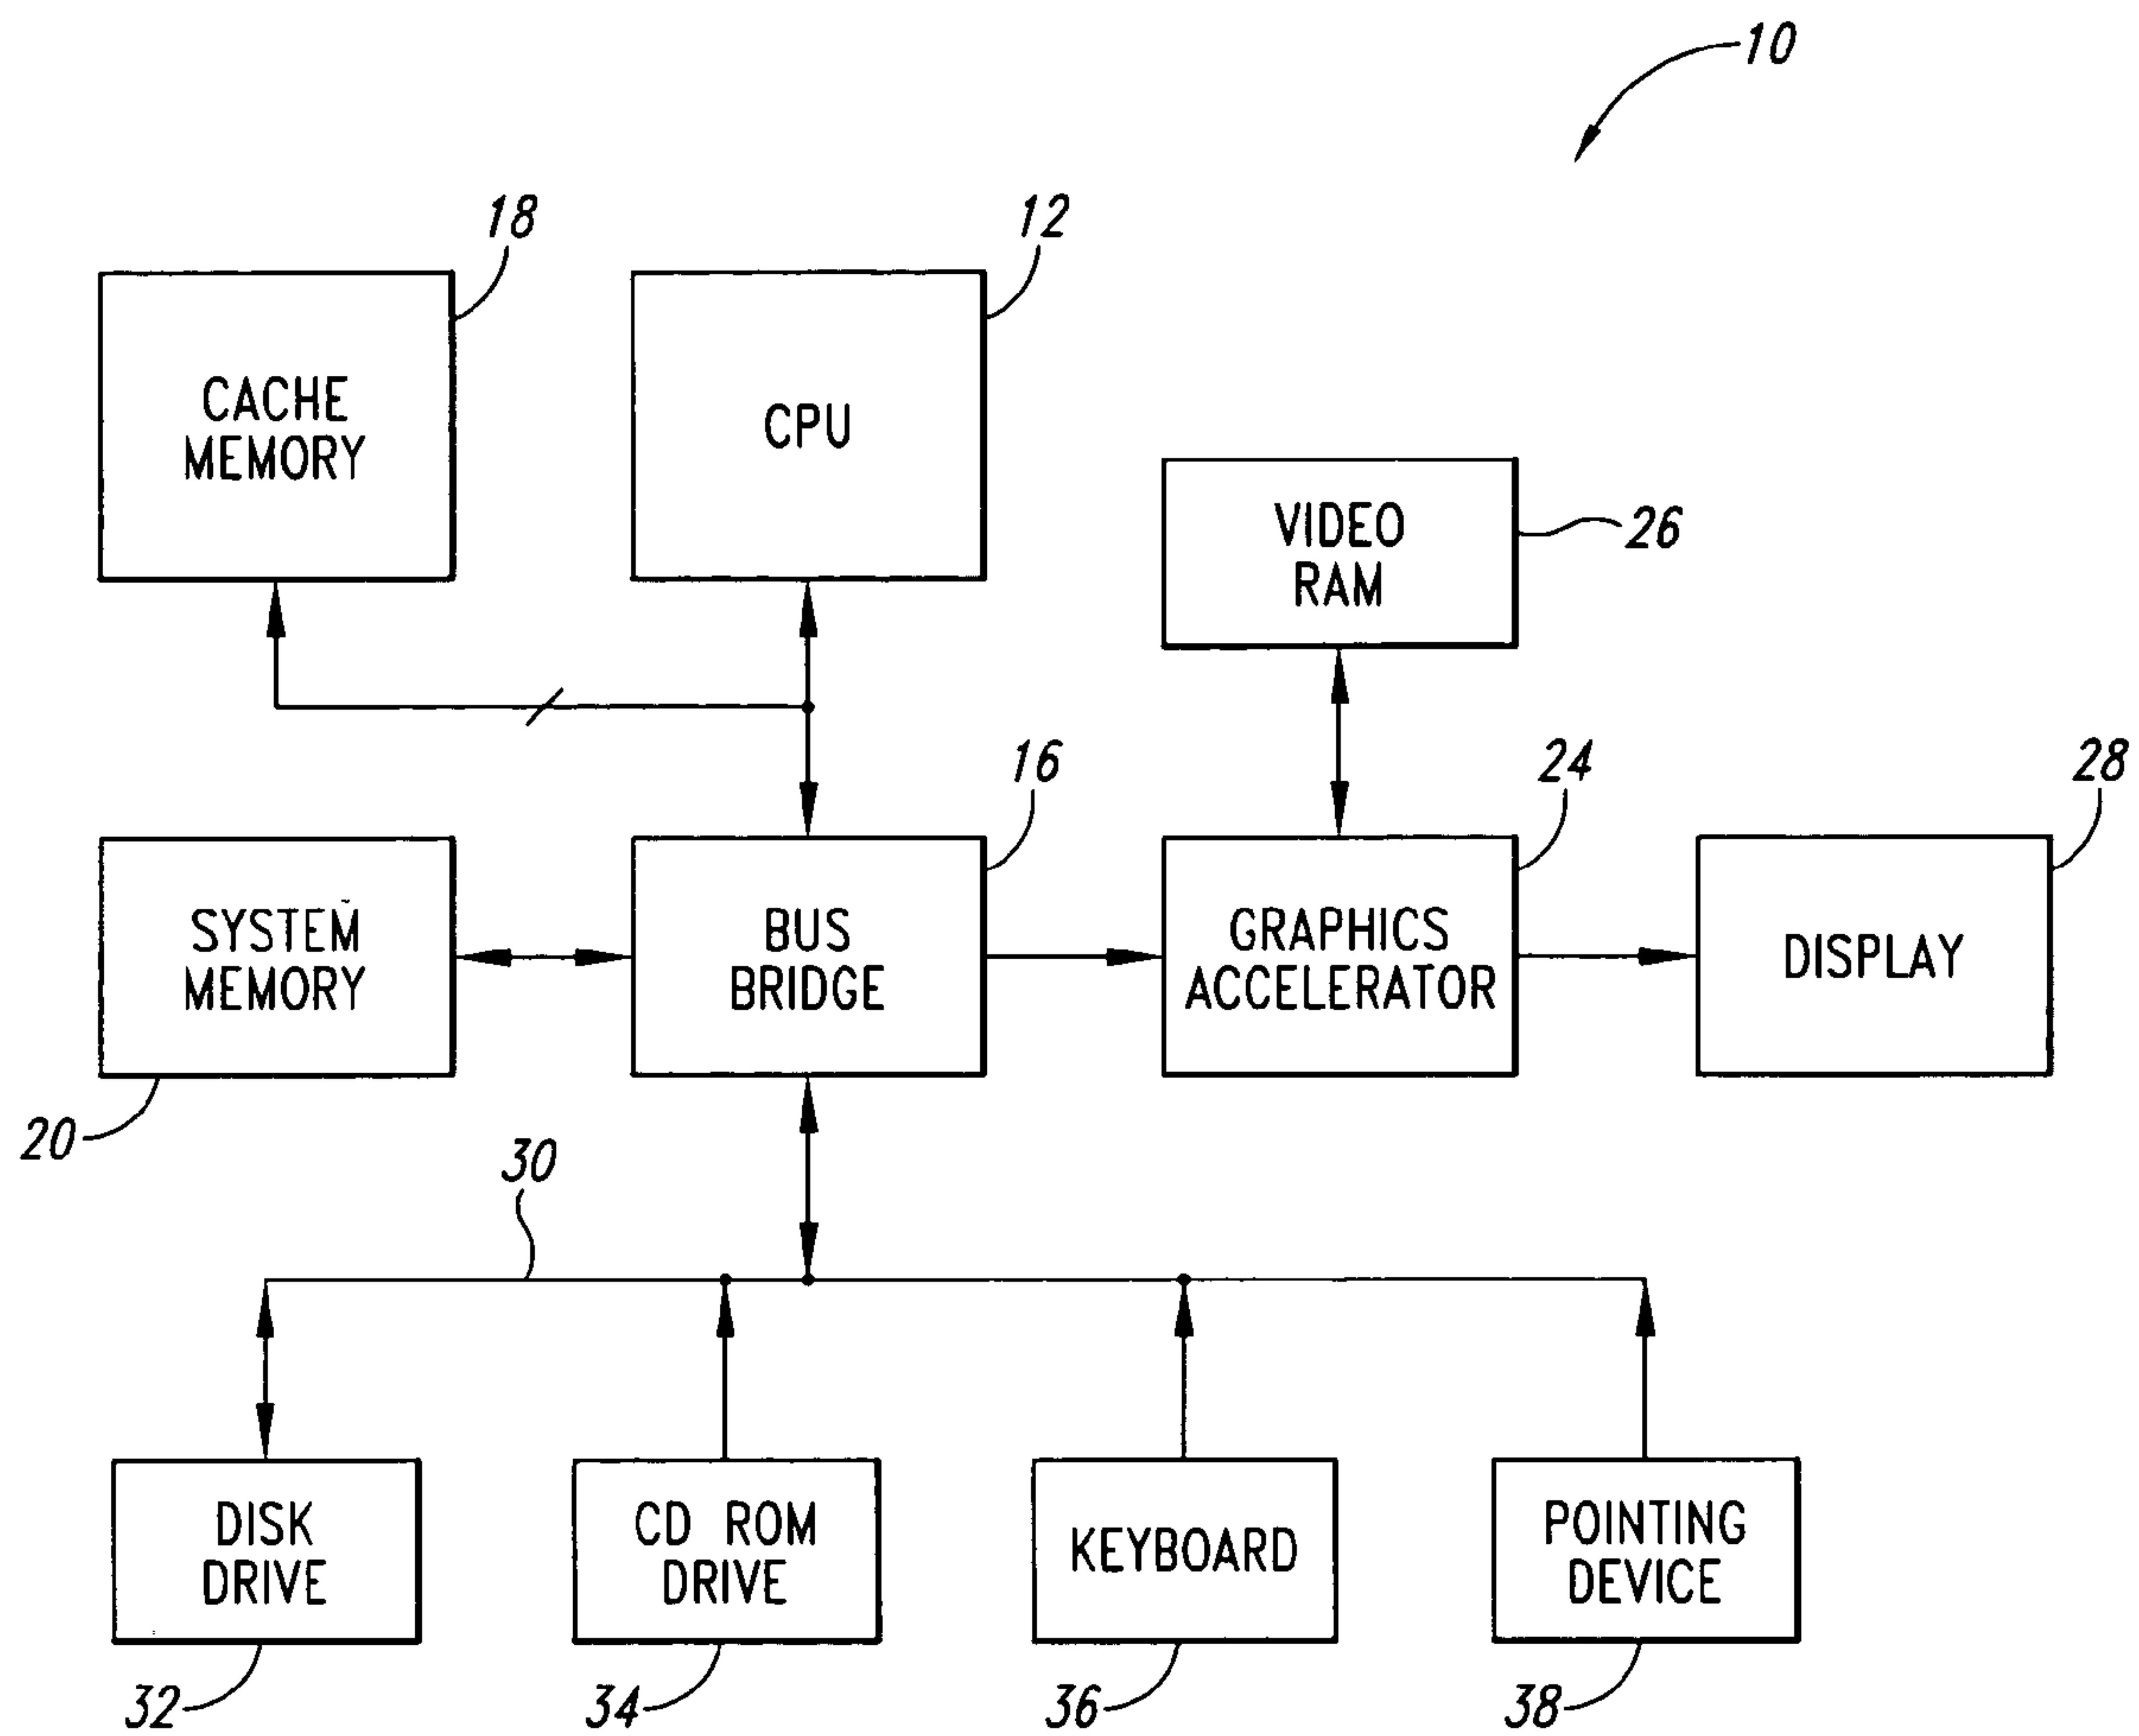 10
18
12
CACHE
MEMORY
CPU
VIDEO
RAM
26
16
24
28
SYSTEM
MEMORY
BUS
BRIDGE
GRAPHICS
ACCELERATOR
DISPLAY
20
30
DISK
DRIVE
CD ROM
DRIVE
KEYBOARD
POINTING
DEVICE
32
34
36
38